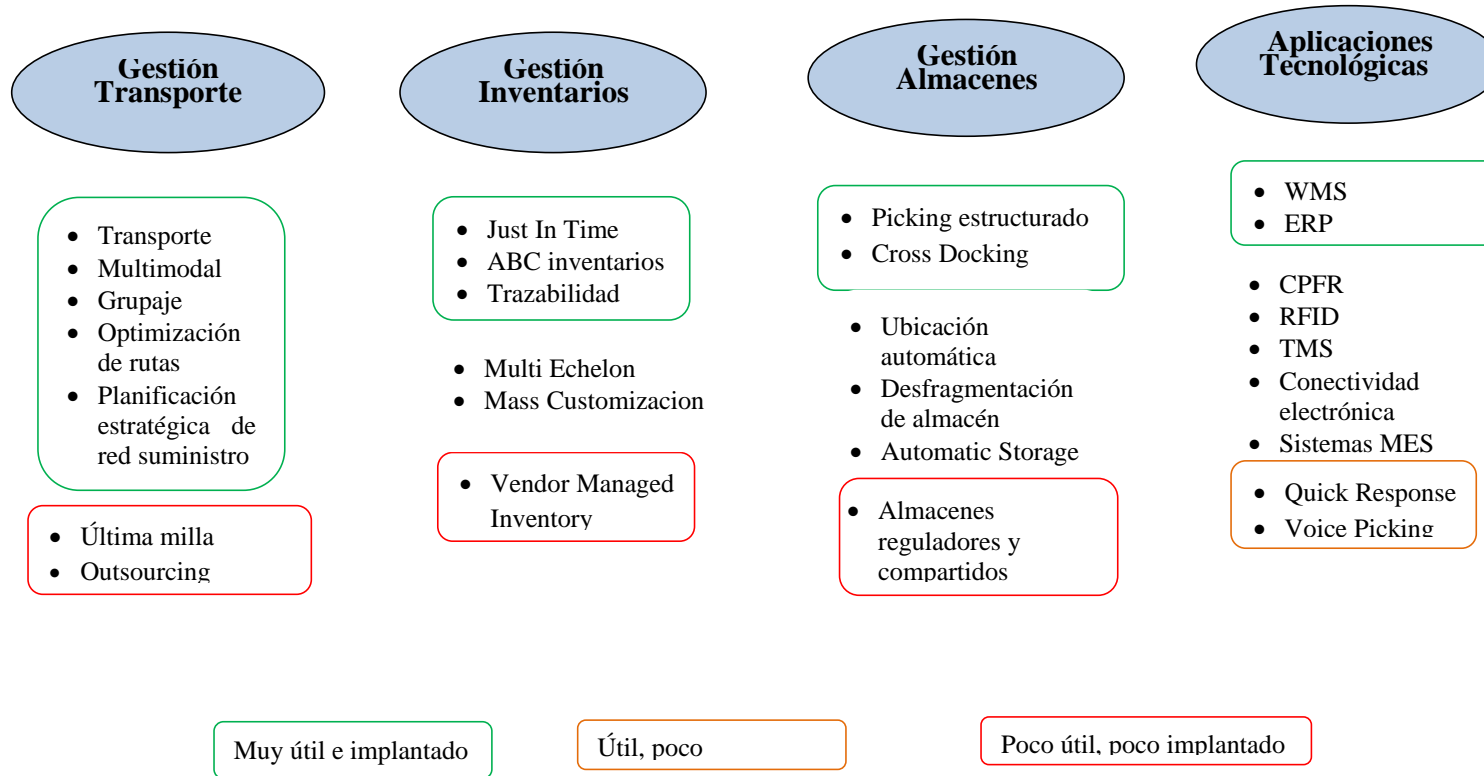 Gestión
Transporte
• Transporte
• Multimodal
• Grupaje
• Optimización
de rutas
• Planificación
estratégica de
red suministro
• Última milla
• Outsourcing
Gestión
Inventarios
• Just In Time
• ABC inventarios
• Trazabilidad
• Multi Echelon
• Mass Customizacion
• Vendor Managed
Inventory
Gestión
Almacenes
• Picking estructurado
• Cross Docking
• Ubicación
automática
• Desfragmentación
de almacén
• Automatic Storage
• Almacenes
reguladores y
compartidos
Aplicaciones
Tecnológicas
• WMS
• ERP
• CPFR
• RFID
• TMS
• Conectividad
electrónica
• Sistemas MES
• Quick Response
• Voice Picking
Muy útil e implantado
Útil, poco
Poco útil, poco implantado